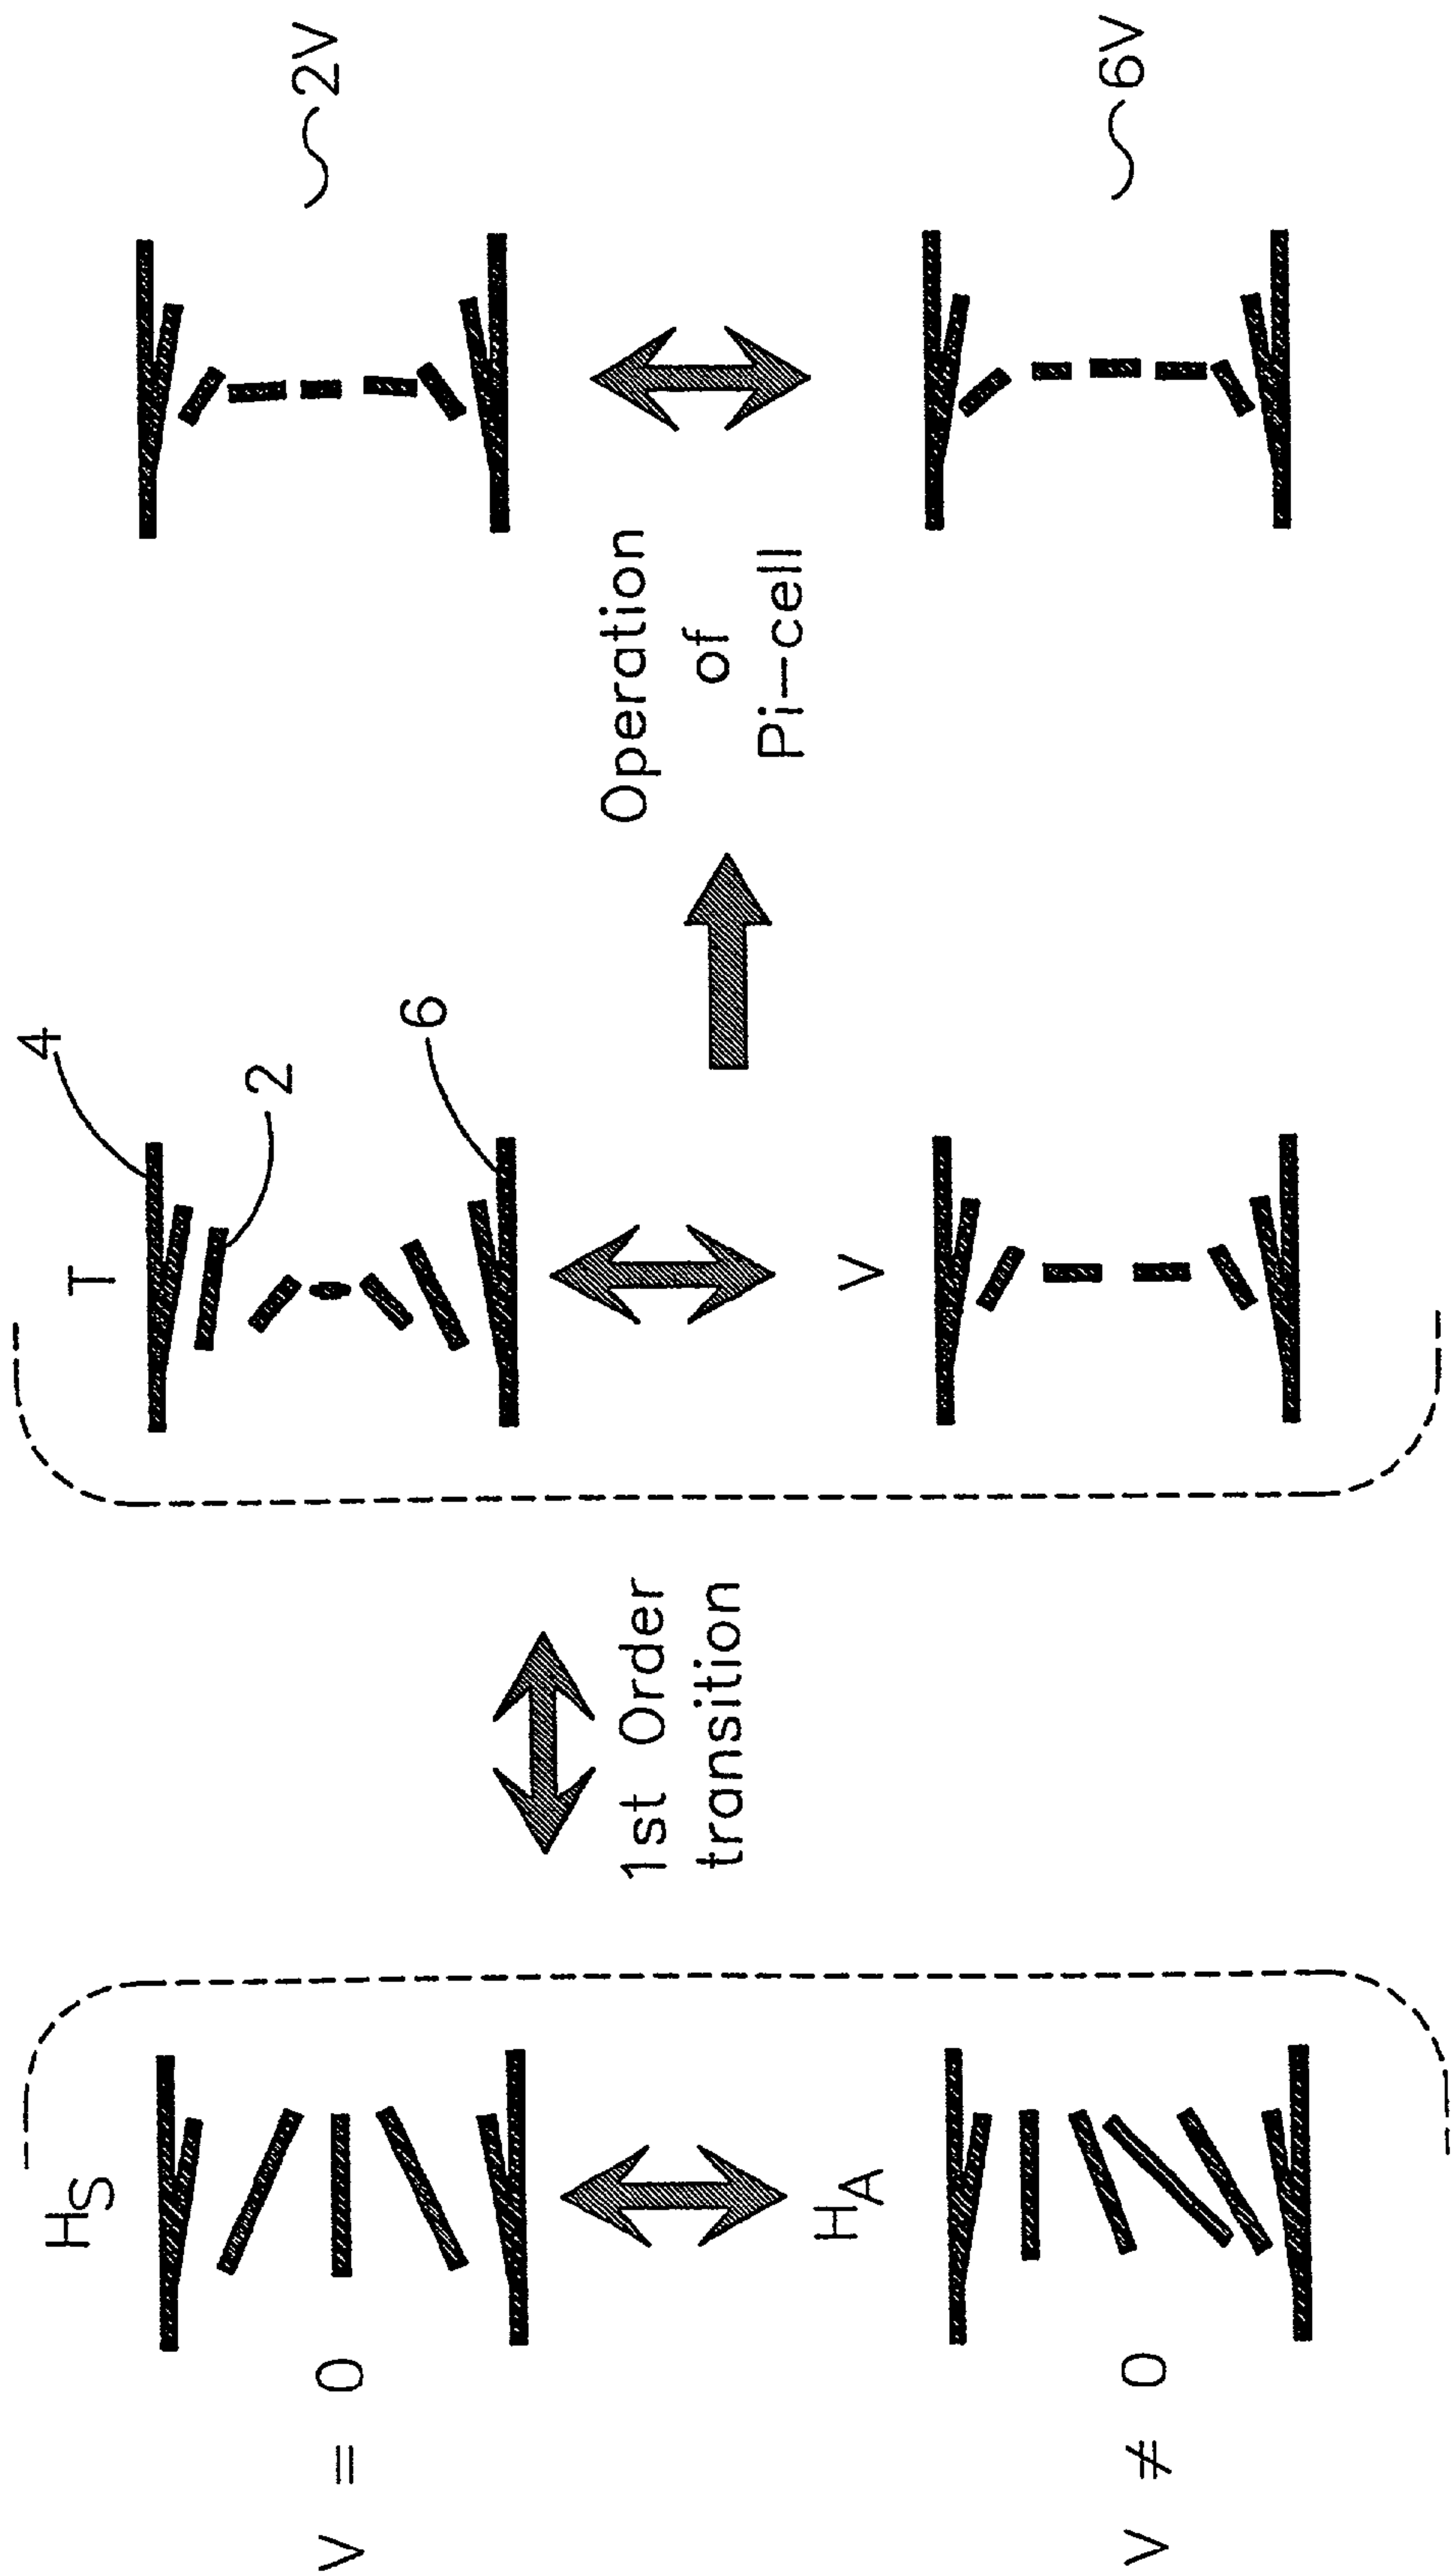 V = 0
H_S
1st Order
transition
T
4
2
6
Operation
of
Pi-cell
~2V
V ≠ 0
H_A
V
~6V